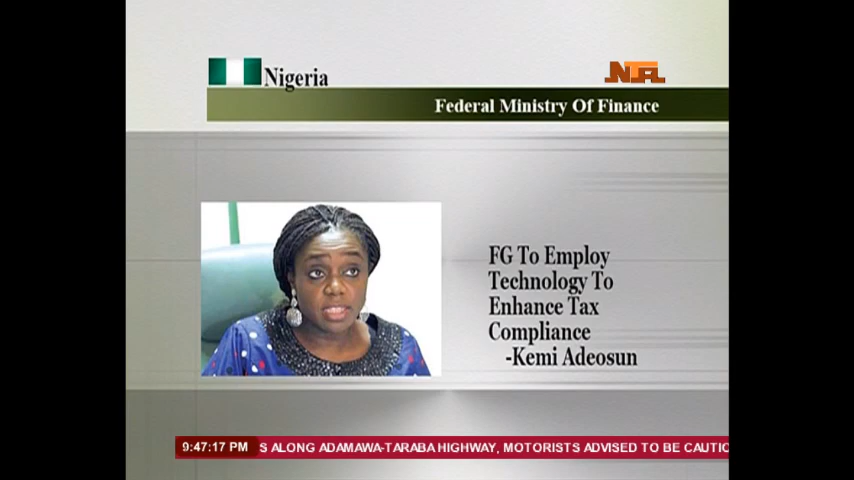 Nigeria
NTA
Federal Ministry Of Finance
FG To Employ
Technology To
Enhance Tax
Compliance
-Kemi Adeosun
9:47:17 PM
S ALONG ADAMAWA-TARABA HIGHWAY, MOTORISTS ADVISED TO BE CAUTIO